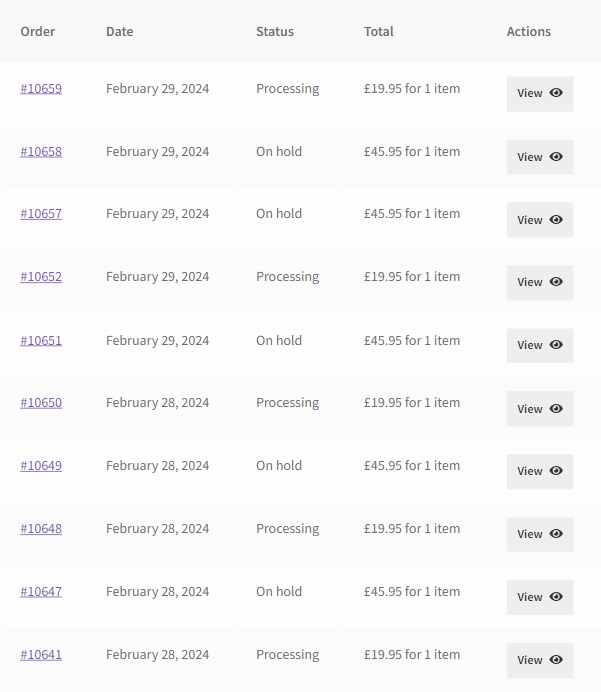 Order Date Status Total Actions
#10659 February 29, 2024 Processing £19.95 for 1 item View
#10658 February 29, 2024 On hold £45.95 for 1 item View
#10657 February 29, 2024 On hold £45.95 for 1 item View
#10652 February 29, 2024 Processing £19.95 for 1 item View
#10651 February 29, 2024 On hold £45.95 for 1 item View
#10650 February 28, 2024 Processing £19.95 for 1 item View
#10649 February 28, 2024 On hold £45.95 for 1 item View
#10648 February 28, 2024 Processing £19.95 for 1 item View
#10647 February 28, 2024 On hold £45.95 for 1 item View
#10641 February 28, 2024 Processing £19.95 for 1 item View